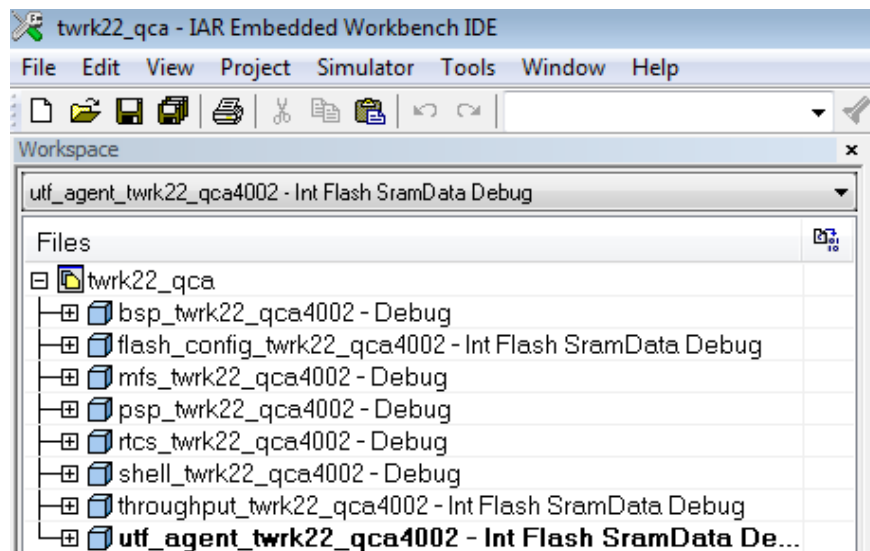 twrk22_qca - IAR Embedded Workbench IDE
File Edit View Project Simulator Tools Window Help
Workspace
utf_agent_twrk22_qca4002 - Int Flash SramData Debug
Files
twrk22_qca
bsp_twrk22_qca4002 - Debug
flash_config_twrk22_qca4002 - Int Flash SramData Debug
mfs_twrk22_qca4002 - Debug
psp_twrk22_qca4002 - Debug
rtcs_twrk22_qca4002 - Debug
shell_twrk22_qca4002 - Debug
throughput_twrk22_qca4002 - Int Flash SramData Debug
utf_agent_twrk22_qca4002 - Int Flash SramData De...